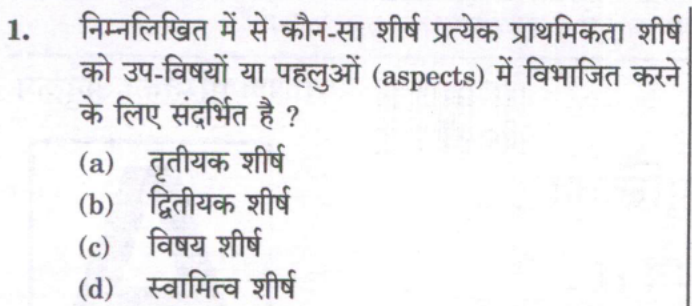 1. निम्नलिखित में से कौन-सा शीर्ष प्रत्येक प्राथमिकता शीर्ष
को उप-विषयों या पहलुओं (aspects) में विभाजित करने
के लिए संदर्भित है ?
(a) तृतीयक शीर्ष
(b) द्वितीयक शीर्ष
(c) विषय शीर्ष
(d) स्वामित्व शीर्ष